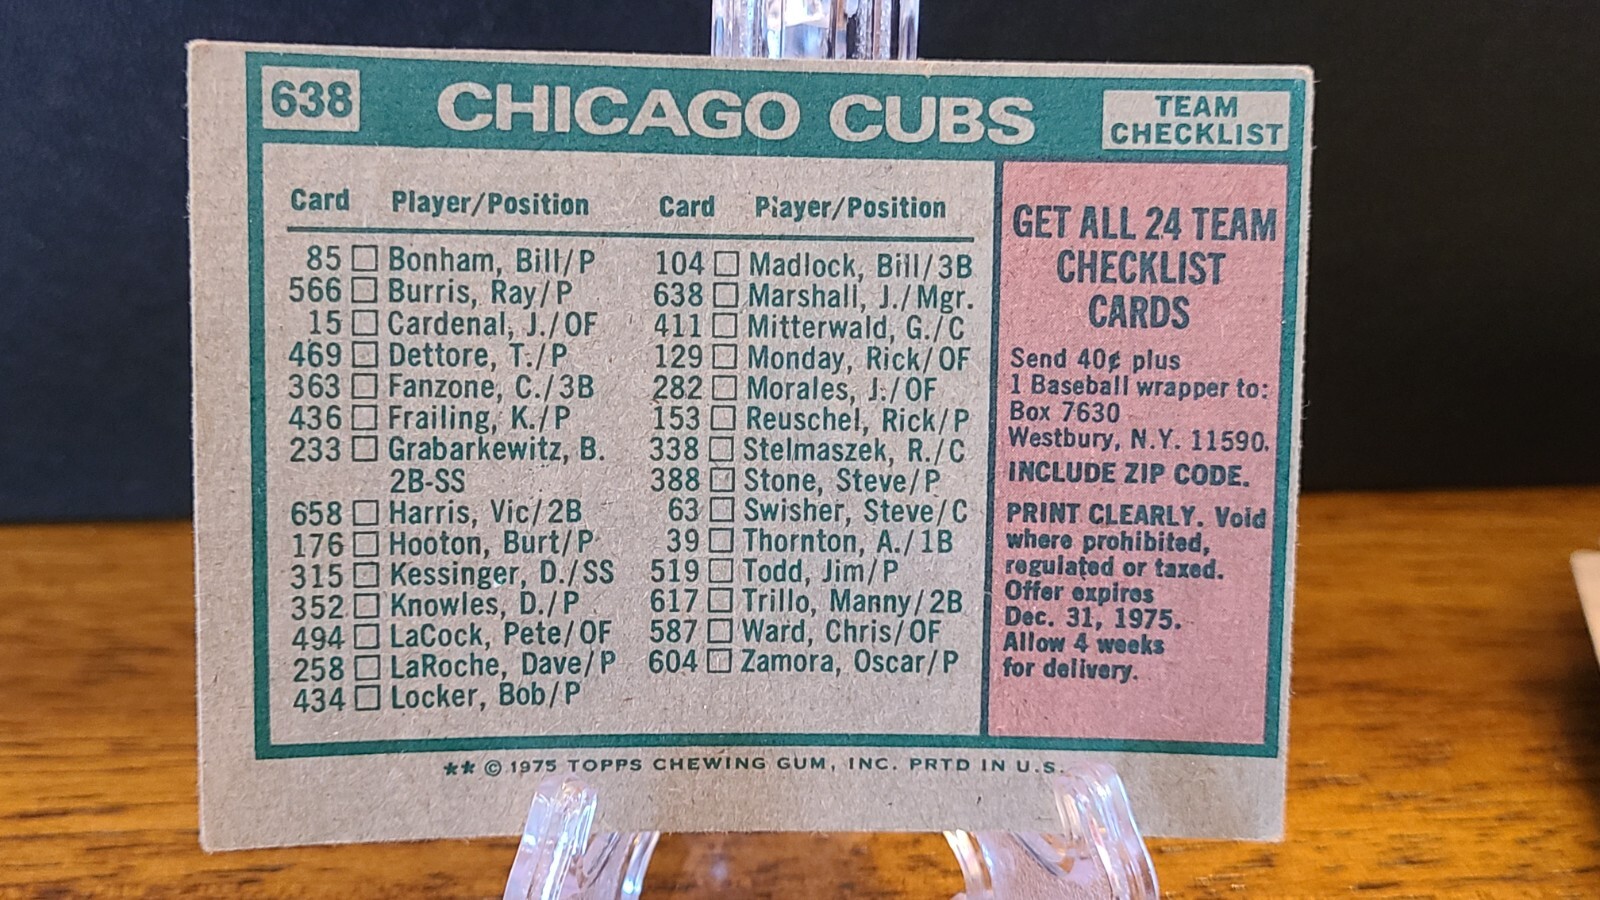 638
CHICAGO CUBS
TEAM
CHECKLIST
Card Player/Position
85 Bonham, Bill/P
566 Burris, Ray/P
15 Cardenal, J./OF
469 Dettore, T./P
363 Fanzone, C./3B
436 Frailing, K./P
233 Grabarkewitz, B.
2B-SS
658 Harris, Vic/2B
176 Hooton, Burt/P
315 Kessinger, D./SS
352 Knowles, D./P
494 LaCock, Pete/OF
258 LaRoche, Dave/P
434 Locker, Bob/P
Card Player/Position
104 Madlock, Bill/3B
638 Marshall, J./Mgr.
411 Mitterwald, G./C
129 Monday, Rick/OF
282 Morales, J./OF
153 Reuschel, Rick/P
338 Stelmaszek, R./C
388 Stone, Steve/P
63 Swisher, Steve/C
39 Thornton, A./1B
519 Todd, Jim/P
617 Trillo, Manny/2B
587 Ward, Chris/OF
604 Zamora, Oscar/P
GET ALL 24 TEAM
CHECKLIST
CARDS
Send 40¢ plus
1 Baseball wrapper to:
Box 7630
Westbury, N.Y. 11590.
INCLUDE ZIP CODE.
PRINT CLEARLY. Void
where prohibited,
regulated or taxed.
Offer expires
Dec. 31, 1975.
Allow 4 weeks
for delivery.
** © 1975 TOPPS CHEWING GUM, INC. PRTD IN U.S.